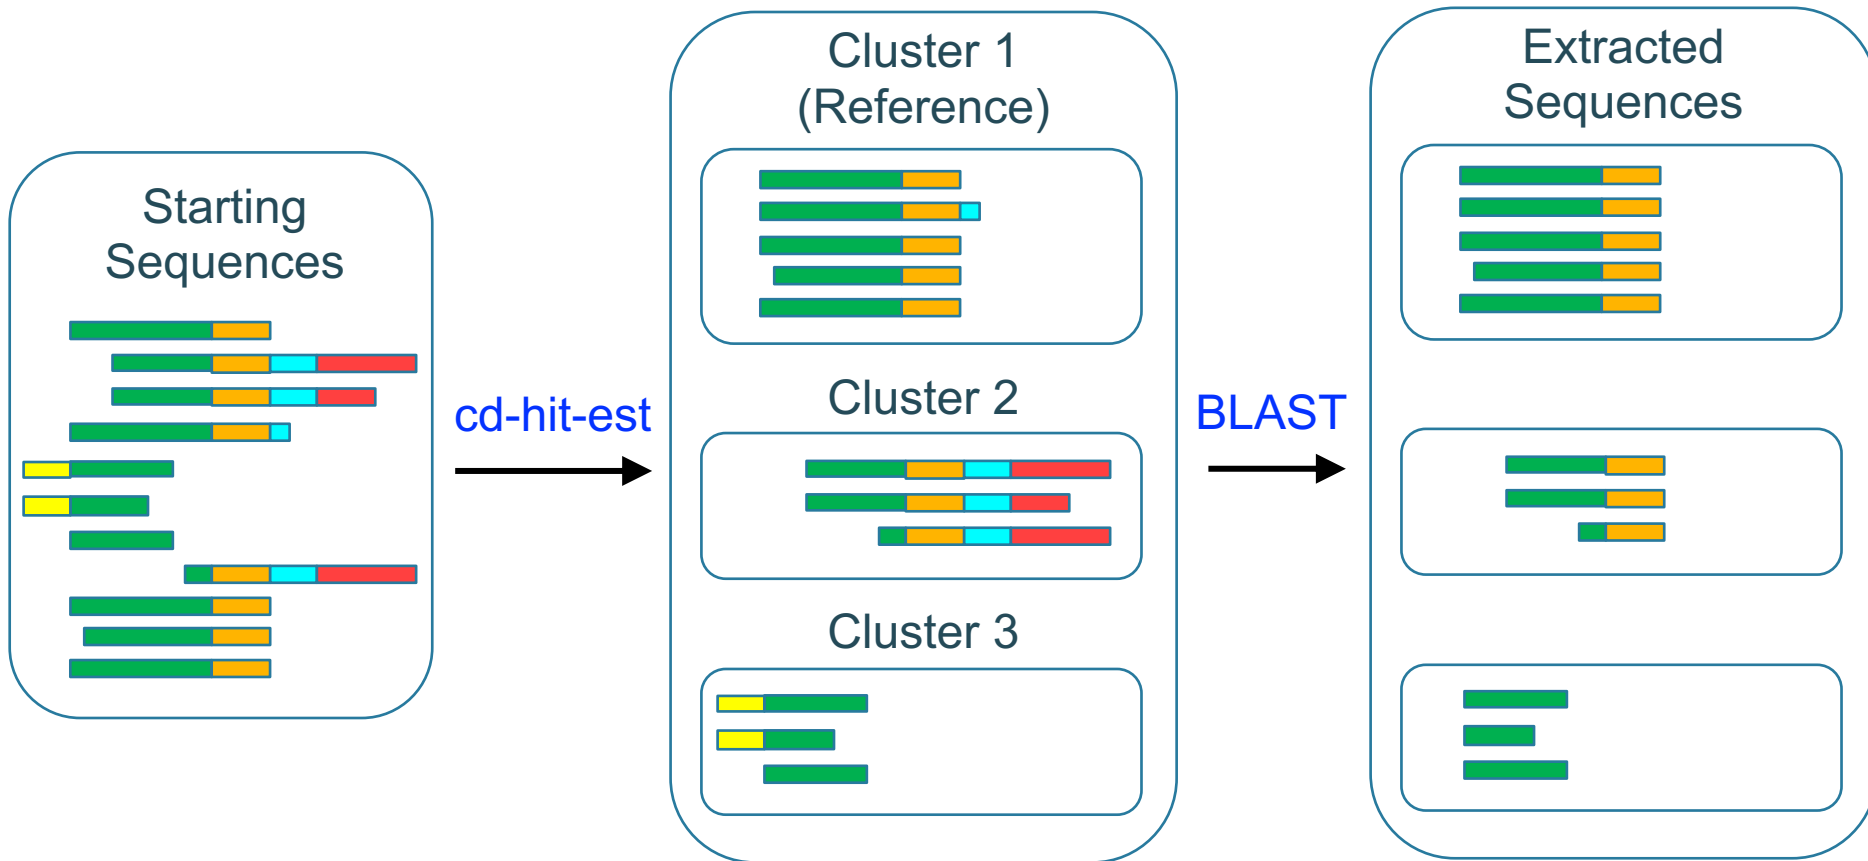 Starting
Sequences
cd-hit-est
Cluster 1
(Reference)
Cluster 2
Cluster 3
BLAST
Extracted
Sequences